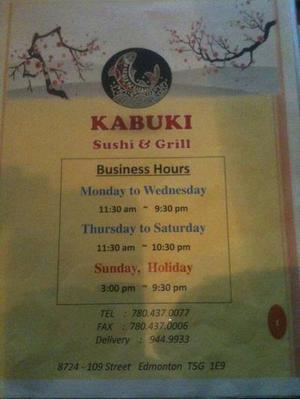 KABUKI
Sushi & Grill
Business Hours
Monday to Wednesday
11:30 am ~ 9:30 pm
Thursday to Saturday
11:30 am ~ 10:30 pm
Sunday, Holiday
3:00 pm ~ 9:30 pm
TEL : 780.437.0077
FAX : 780.437.0006
Delivery : 944.9933
8724 - 109 Street Edmonton T5G 1E9